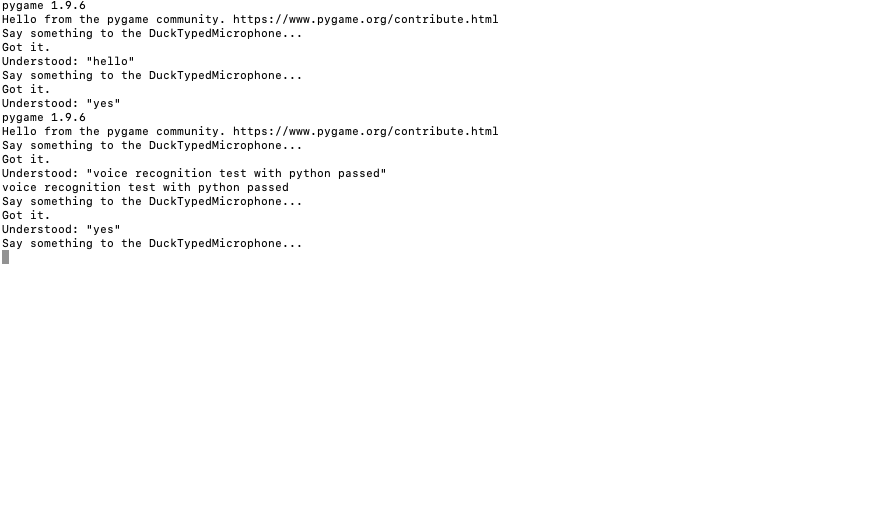 pygame 1.9.6
Hello from the pygame community. https://www.pygame.org/contribute.html
Say something to the DuckTypedMicrophone...
Got it.
Understood: "hello"
Say something to the DuckTypedMicrophone...
Got it.
Understood: "yes"
pygame 1.9.6
Hello from the pygame community. https://www.pygame.org/contribute.html
Say something to the DuckTypedMicrophone...
Got it.
Understood: "voice recognition test with python passed"
voice recognition test with python passed
Say something to the DuckTypedMicrophone...
Got it.
Understood: "yes"
Say something to the DuckTypedMicrophone...